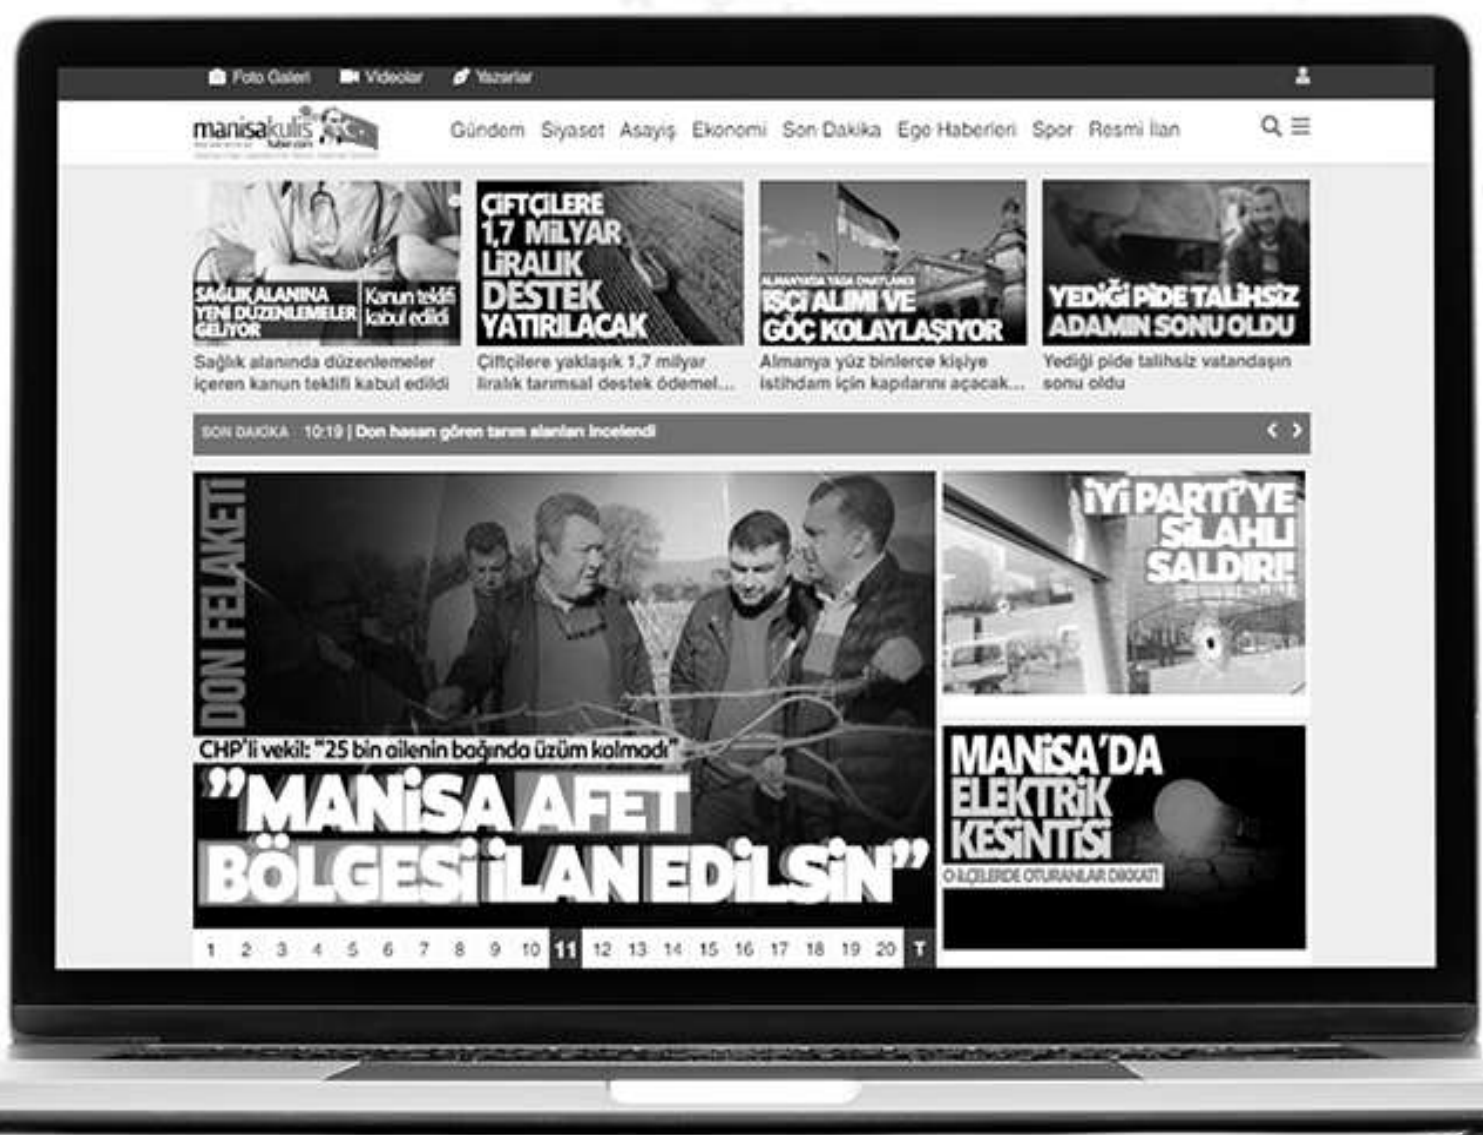 Foto Galeri Videolar Yazarlar
manisakulis
haber.com
Gündem Siyaset Asayiş Ekonomi Son Dakika Ege Haberleri Spor Resmi İlan
SAĞLIK ALANINA
YENİ DÜZENLEMELER
GELİYOR
Kanun teklifi
kabul edildi
Sağlık alanında düzenlemeler
içeren kanun teklifi kabul edildi
ÇİFTÇİLERE
1,7 MİLYAR
LİRALIK
DESTEK
YATIRILACAK
Çiftçilere yaklaşık 1,7 milyar
liralık tarımsal destek ödemel...
ALMANYA'DA YASA ONAYLANDI
İŞÇİ ALIMI VE
GÖÇ KOLAYLAŞIYOR
Almanya yüz binlerce kişiye
istihdam için kapılarını açacak...
YEDİĞİ PİDE TALİHSİZ
ADAMIN SONU OLDU
Yediği pide talihsiz vatandaşın
sonu oldu
SON DAKİKA 10:19 | Don hasarı gören tarım alanları incelendi
DON FELAKETİ
CHP'li vekil: "25 bin ailenin bağında üzüm kalmadı"
"MANİSA AFET
BÖLGESİ İLAN EDİLSİN"
1 2 3 4 5 6 7 8 9 10 11 12 13 14 15 16 17 18 19 20 T
İYİ PARTİ'YE
SİLAHLI
SALDIRI!
MANİSA'DA
ELEKTRİK
KESİNTİSİ
O İLÇELERDE OTURANLAR DİKKAT!